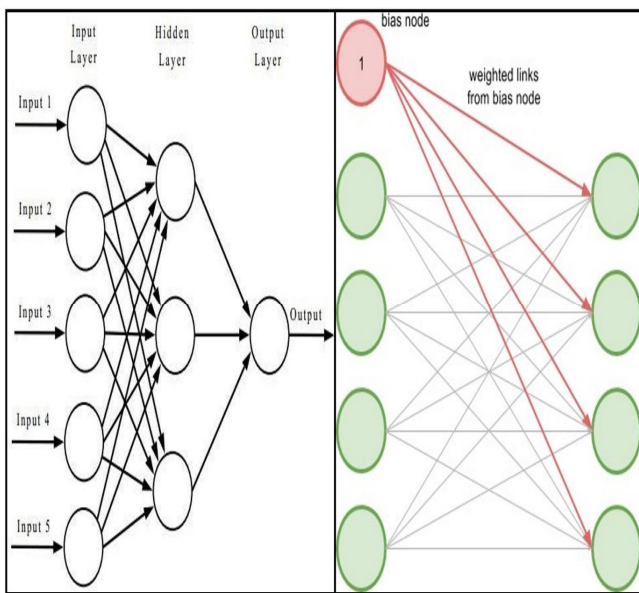 Input
Layer
Hidden
Layer
Output
Layer
Input 1
Input 2
Input 3
Input 4
Input 5
Output
bias node
1
weighted links
from bias node